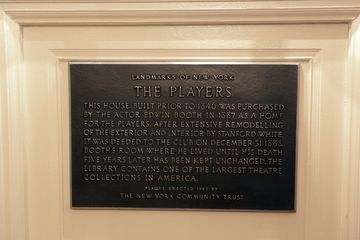 LANDMARKS OF NEW YORK
THE PLAYERS
THIS HOUSE, BUILT PRIOR TO 1846, WAS PURCHASED
BY THE ACTOR EDWIN BOOTH IN 1887 AS A HOME
FOR THE PLAYERS. AFTER EXTENSIVE REMODELLING
OF THE EXTERIOR AND INTERIOR BY STANFORD WHITE,
IT WAS DEEDED TO THE CLUB ON DECEMBER 31, 1888.
BOOTH'S ROOM WHERE HE LIVED UNTIL HIS DEATH
FIVE YEARS LATER HAS BEEN KEPT UNCHANGED. THE
LIBRARY CONTAINS ONE OF THE LARGEST THEATRE
COLLECTIONS IN AMERICA.
PLAQUE ERECTED
THE NEW YORK COMMUNITY TRUST